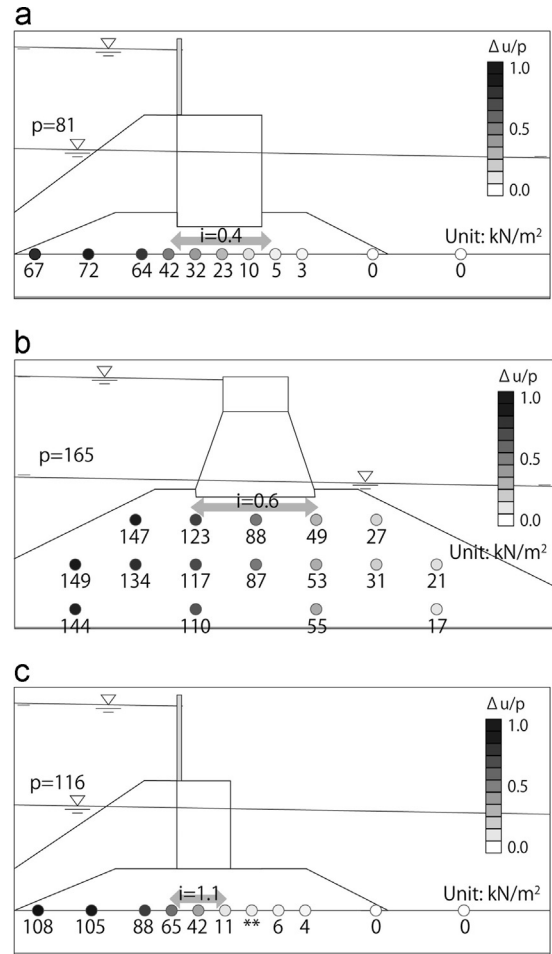 a
Δu/p
1.0
p=81
0.5
0.0
i=0.4
Unit: kN/m²
67 72 64 42 32 23 10 5 3 0 0
b
Δu/p
1.0
p=165
0.5
0.0
i=0.6
147 123 88 49 27
Unit: kN/m²
149 134 117 87 53 31 21
144 110 55 17
c
Δu/p
1.0
p=116
0.5
0.0
i=1.1
Unit: kN/m²
108 105 88 65 42 11 ** 6 4 0 0